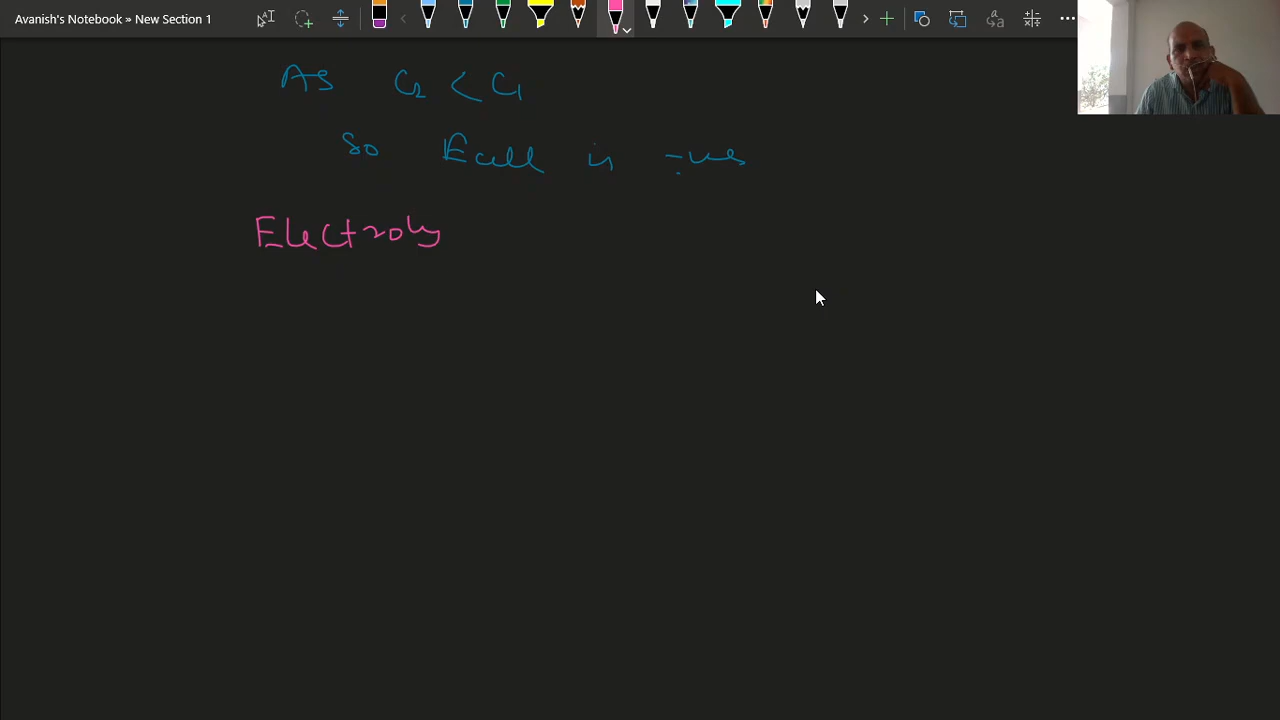 Avanish's Notebook » New Section 1
As C2 < C1
So Ecell is -ve
Electroly